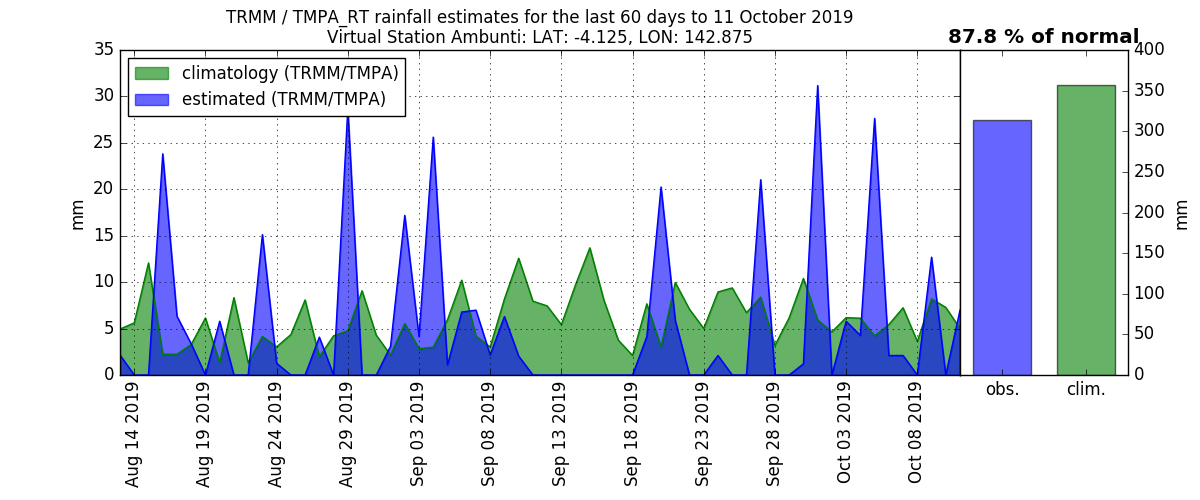 TRMM / TMPA_RT rainfall estimates for the last 60 days to 11 October 2019
Virtual Station Ambunti: LAT: -4.125, LON: 142.875
87.8 % of normal
climatology (TRMM/TMPA)
estimated (TRMM/TMPA)
35
30
25
20
15
10
5
0
mm
400
350
300
250
200
150
100
50
0
mm
Aug 14 2019
Aug 19 2019
Aug 24 2019
Aug 29 2019
Sep 03 2019
Sep 08 2019
Sep 13 2019
Sep 18 2019
Sep 23 2019
Sep 28 2019
Oct 03 2019
Oct 08 2019
obs.
clim.